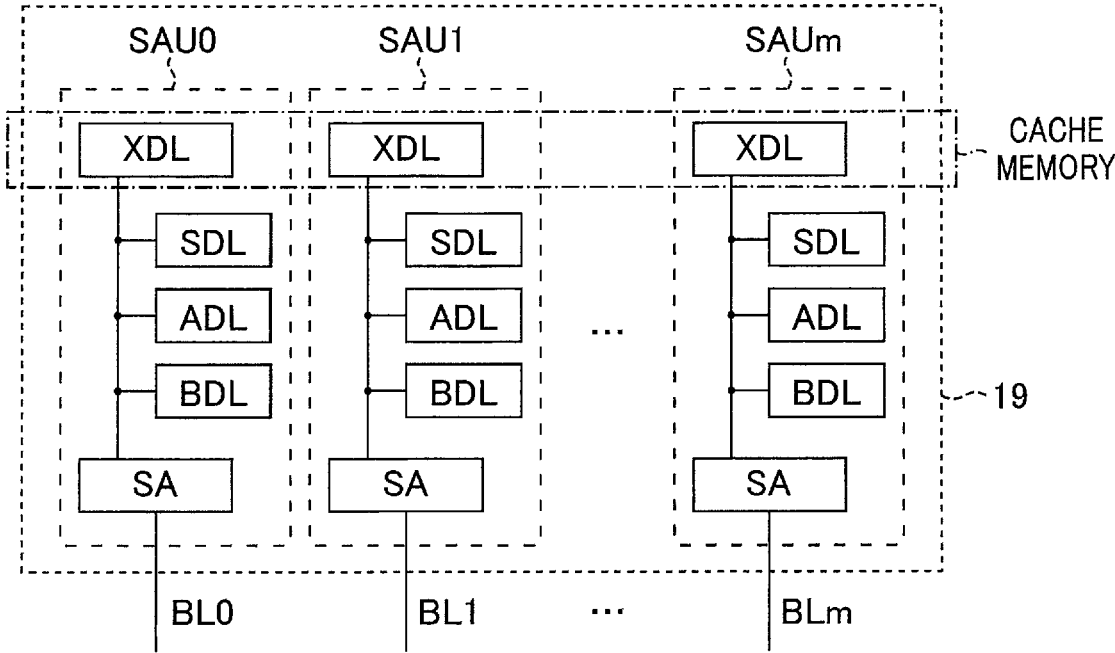 SAU0 SAU1 SAUm
XDL XDL XDL
CACHE
MEMORY
SDL SDL SDL
ADL ADL ... ADL
BDL BDL BDL
19
SA SA SA
BL0 BL1 ... BLm